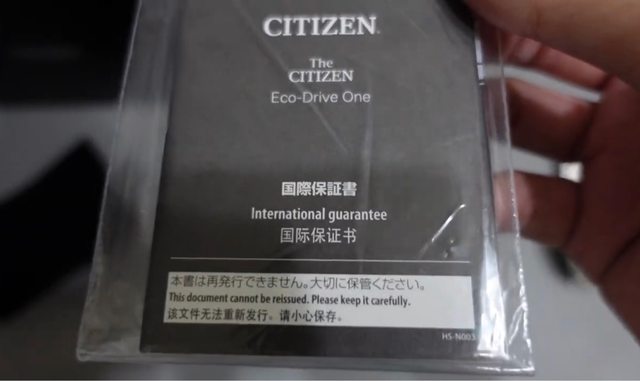 CITIZEN
The
CITIZEN
Eco-Drive One
国際保証書
International guarantee
国际保证书
本書は再発行できません。大切に保管ください。
This document cannot be reissued. Please keep it carefully.
该文件无法重新发行。请小心保存。
HS-N003